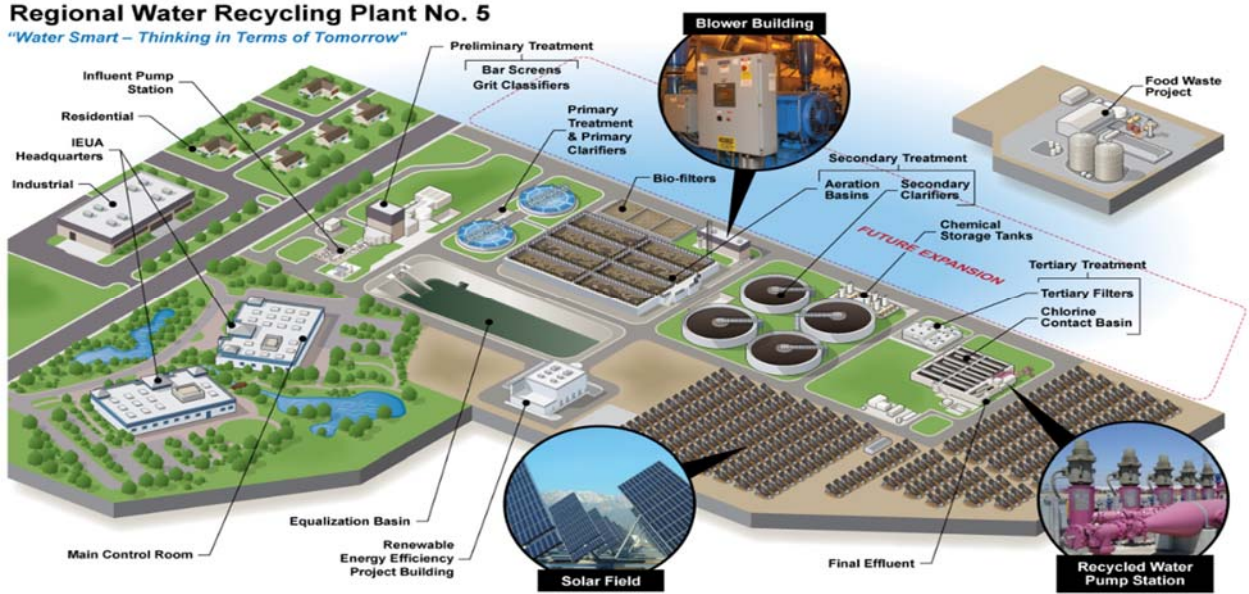 Regional Water Recycling Plant No. 5
"Water Smart – Thinking in Terms of Tomorrow"
Blower Building
Preliminary Treatment
Bar Screens
Grit Classifiers
Influent Pump
Station
Residential
IEUA
Headquarters
Industrial
Primary
Treatment
& Primary
Clarifiers
Bio-filters
Secondary Treatment
Aeration
Basins
Secondary
Clarifiers
Chemical
Storage Tanks
Food Waste
Project
FUTURE EXPANSION
Tertiary Treatment
Tertiary Filters
Chlorine
Contact Basin
Main Control Room
Equalization Basin
Renewable
Energy Efficiency
Project Building
Solar Field
Final Effluent
Recycled Water
Pump Station